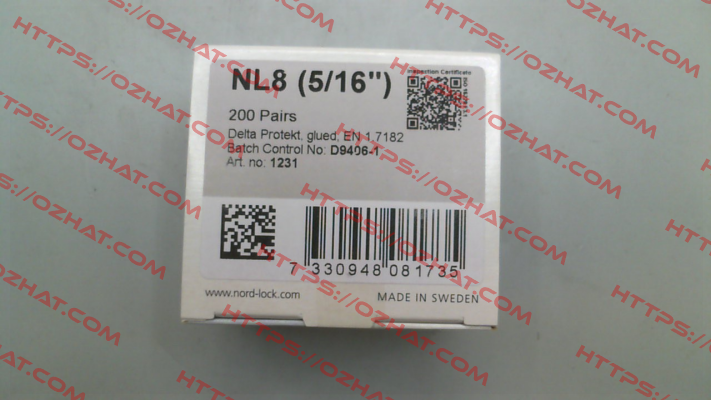 NL8 (5/16")
Inspection Certificate
200 Pairs
Delta Protekt, glued, EN 1.7182
Batch Control No: D9406-1
Art. no: 1231
7 330948 081735
www.nord-lock.com
MADE IN SWEDEN
HTTPS://OZHAT.COM